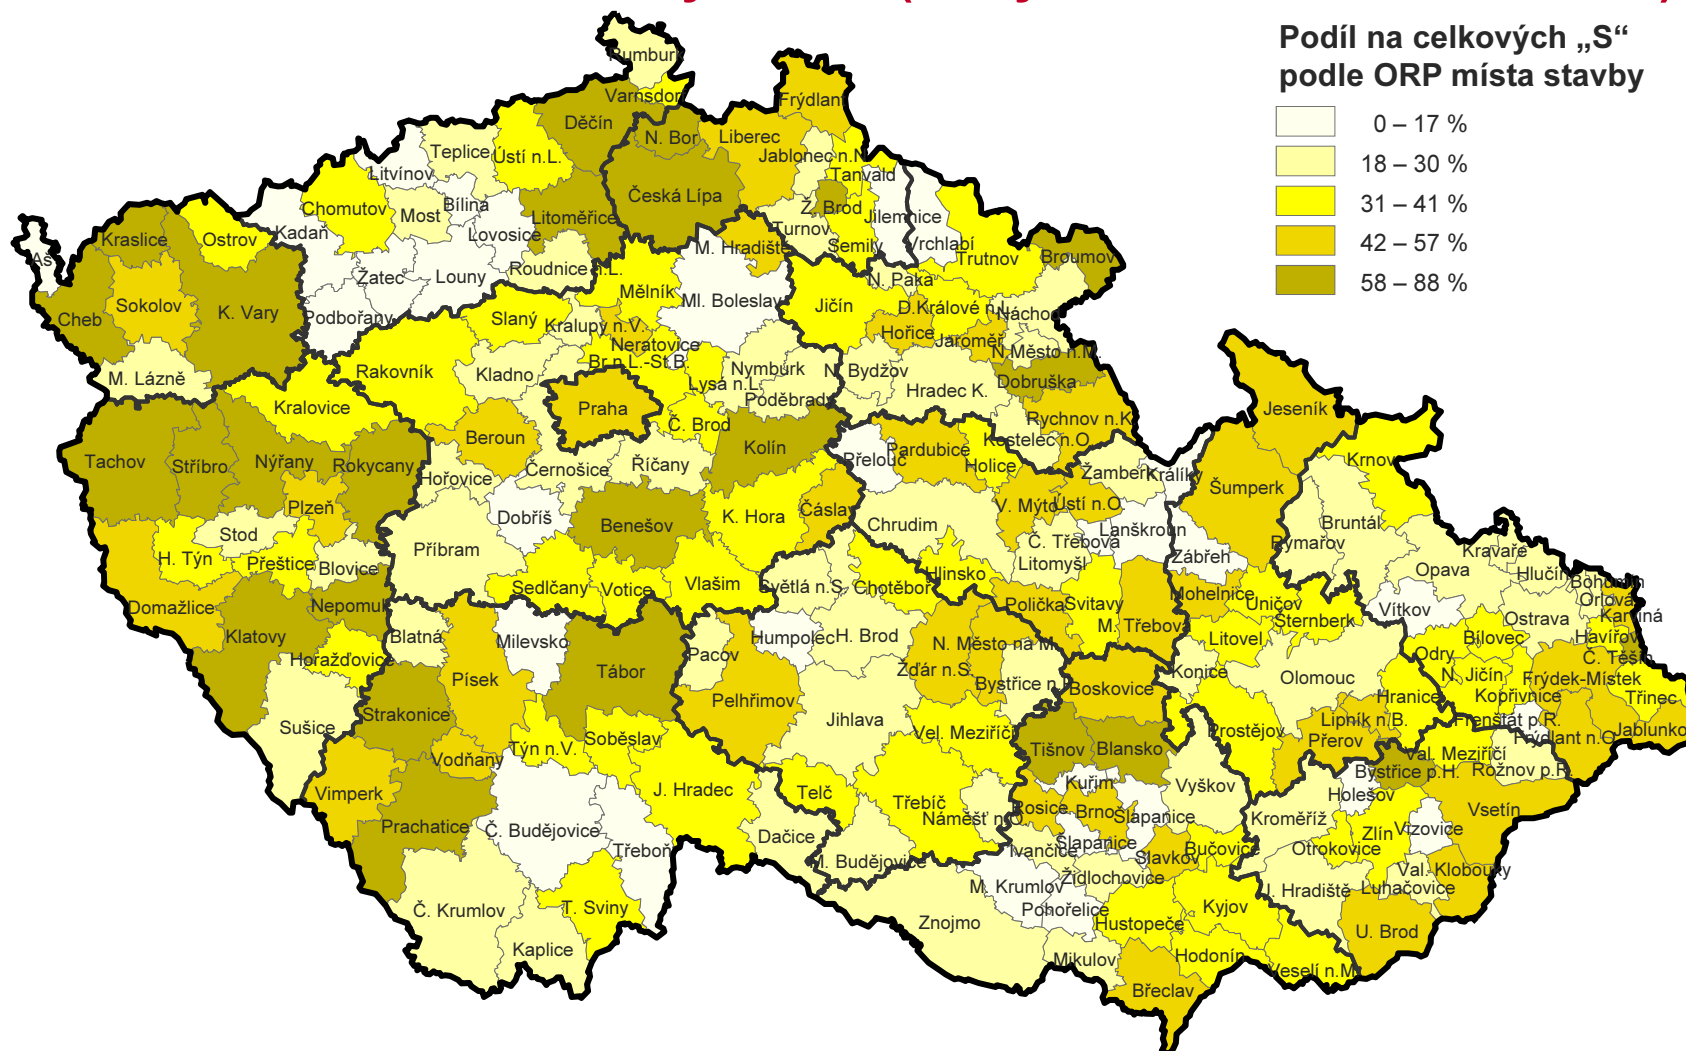 Podíl na celkových „S“
podle ORP místa stavby
0 – 17 %
18 – 30 %
31 – 41 %
42 – 57 %
58 – 88 %
Rumburk
Varnsdorf
Děčín
Frýdlant
N. Bor
Liberec
Teplice
Ústí n.L.
Jablonec n.N.
Litvínov
Tanvald
Česká Lípa
Chomutov
Most
Bílina
Litoměřice
Ž. Brod
Jilemnice
Kadaň
Lovosice
Turnov
Semily
Vrchlabí
Kraslice
Ostrov
M. Hradiště
Trutnov
Broumov
Aš
Žatec
Louny
Roudnice n.L.
N. Paka
Sokolov
K. Vary
Mělník
Ml. Boleslav
Jičín
D.Králové n.L.
Náchod
Cheb
Podbořany
Slaný
Kralupy n.V.
Hořice
Jaroměř
Neratovice
N.Město n.M.
Br.n.L.-St.B.
M. Lázně
Rakovník
Kladno
Lysá n.L.
Nymburk
N. Bydžov
Hradec K.
Dobruška
Poděbrady
Kralovice
Praha
Č. Brod
Rychnov n.K.
Jeseník
Beroun
Kolín
Pardubice
Kostelec n.O.
Tachov
Stříbro
Nýřany
Rokycany
Hořovice
Černošice
Říčany
Přelouč
Holice
Žamberk
Králíky
Krnov
Šumperk
Plzeň
Dobříš
Benešov
K. Hora
Čáslav
V. Mýto
Ústí n.O.
Chrudim
Lanškroun
Bruntál
Stod
Příbram
Č. Třebová
Rýmařov
Kravaře
H. Týn
Přeštice
Blovice
Litomyšl
Zábřeh
Opava
Hlučín
Bohumín
Sedlčany
Votice
Vlašim
Světlá n.S.
Chotěboř
Hlinsko
Orlová
Domažlice
Nepomuk
Polička
Svitavy
Mohelnice
Uničov
Vítkov
Ostrava
Karviná
Klatovy
Blatná
Milevsko
Humpolec
H. Brod
M. Třebová
Šternberk
Litovel
Bílovec
Havířov
Horažďovice
Pacov
N. Město na M.
Odry
Č. Těšín
Písek
Tábor
Žďár n.S.
Bystřice n.P.
Boskovice
Konice
Olomouc
N. Jičín
Frýdek-Místek
Strakonice
Pelhřimov
Hranice
Kopřivnice
Třinec
Sušice
Jihlava
Lipník n.B.
Frenštát p.R.
Vel. Meziříčí
Prostějov
Přerov
Frýdlant n.O.
Jablunkov
Týn n.V.
Soběslav
Tišnov
Blansko
Val. Meziříčí
Vodňany
Bystřice p.H.
Rožnov p.R.
Vimperk
J. Hradec
Telč
Třebíč
Kuřim
Vyškov
Holešov
Rosice
Brno
Šlapanice
Vsetín
Prachatice
Č. Budějovice
Náměšť n.O.
Kroměříž
Zlín
Vizovice
Dačice
Šlapanice
Třeboň
Ivančice
Slavkov
Bučovice
Otrokovice
M. Budějovice
Židlochovice
Val. Klobouky
M. Krumlov
Luhačovice
Č. Krumlov
T. Sviny
Pohořelice
Kyjov
Znojmo
Hustopeče
U. Brod
Kaplice
Mikulov
Hodonín
Veselí n.M.
Břeclav